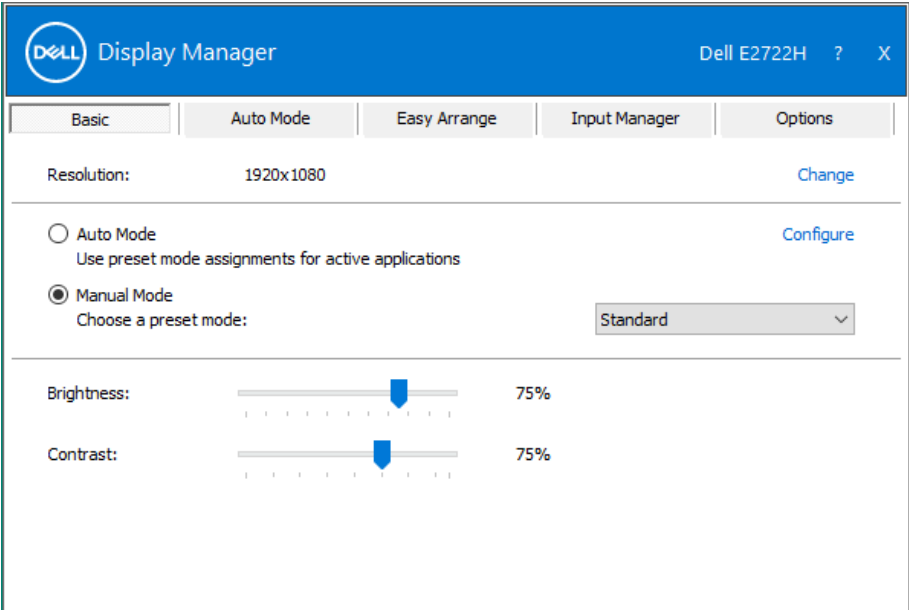 DELL Display Manager Dell E2722H ? X
Basic Auto Mode Easy Arrange Input Manager Options
Resolution: 1920x1080 Change
Auto Mode Configure
Use preset mode assignments for active applications
Manual Mode
Choose a preset mode: Standard
Brightness: 75%
Contrast: 75%